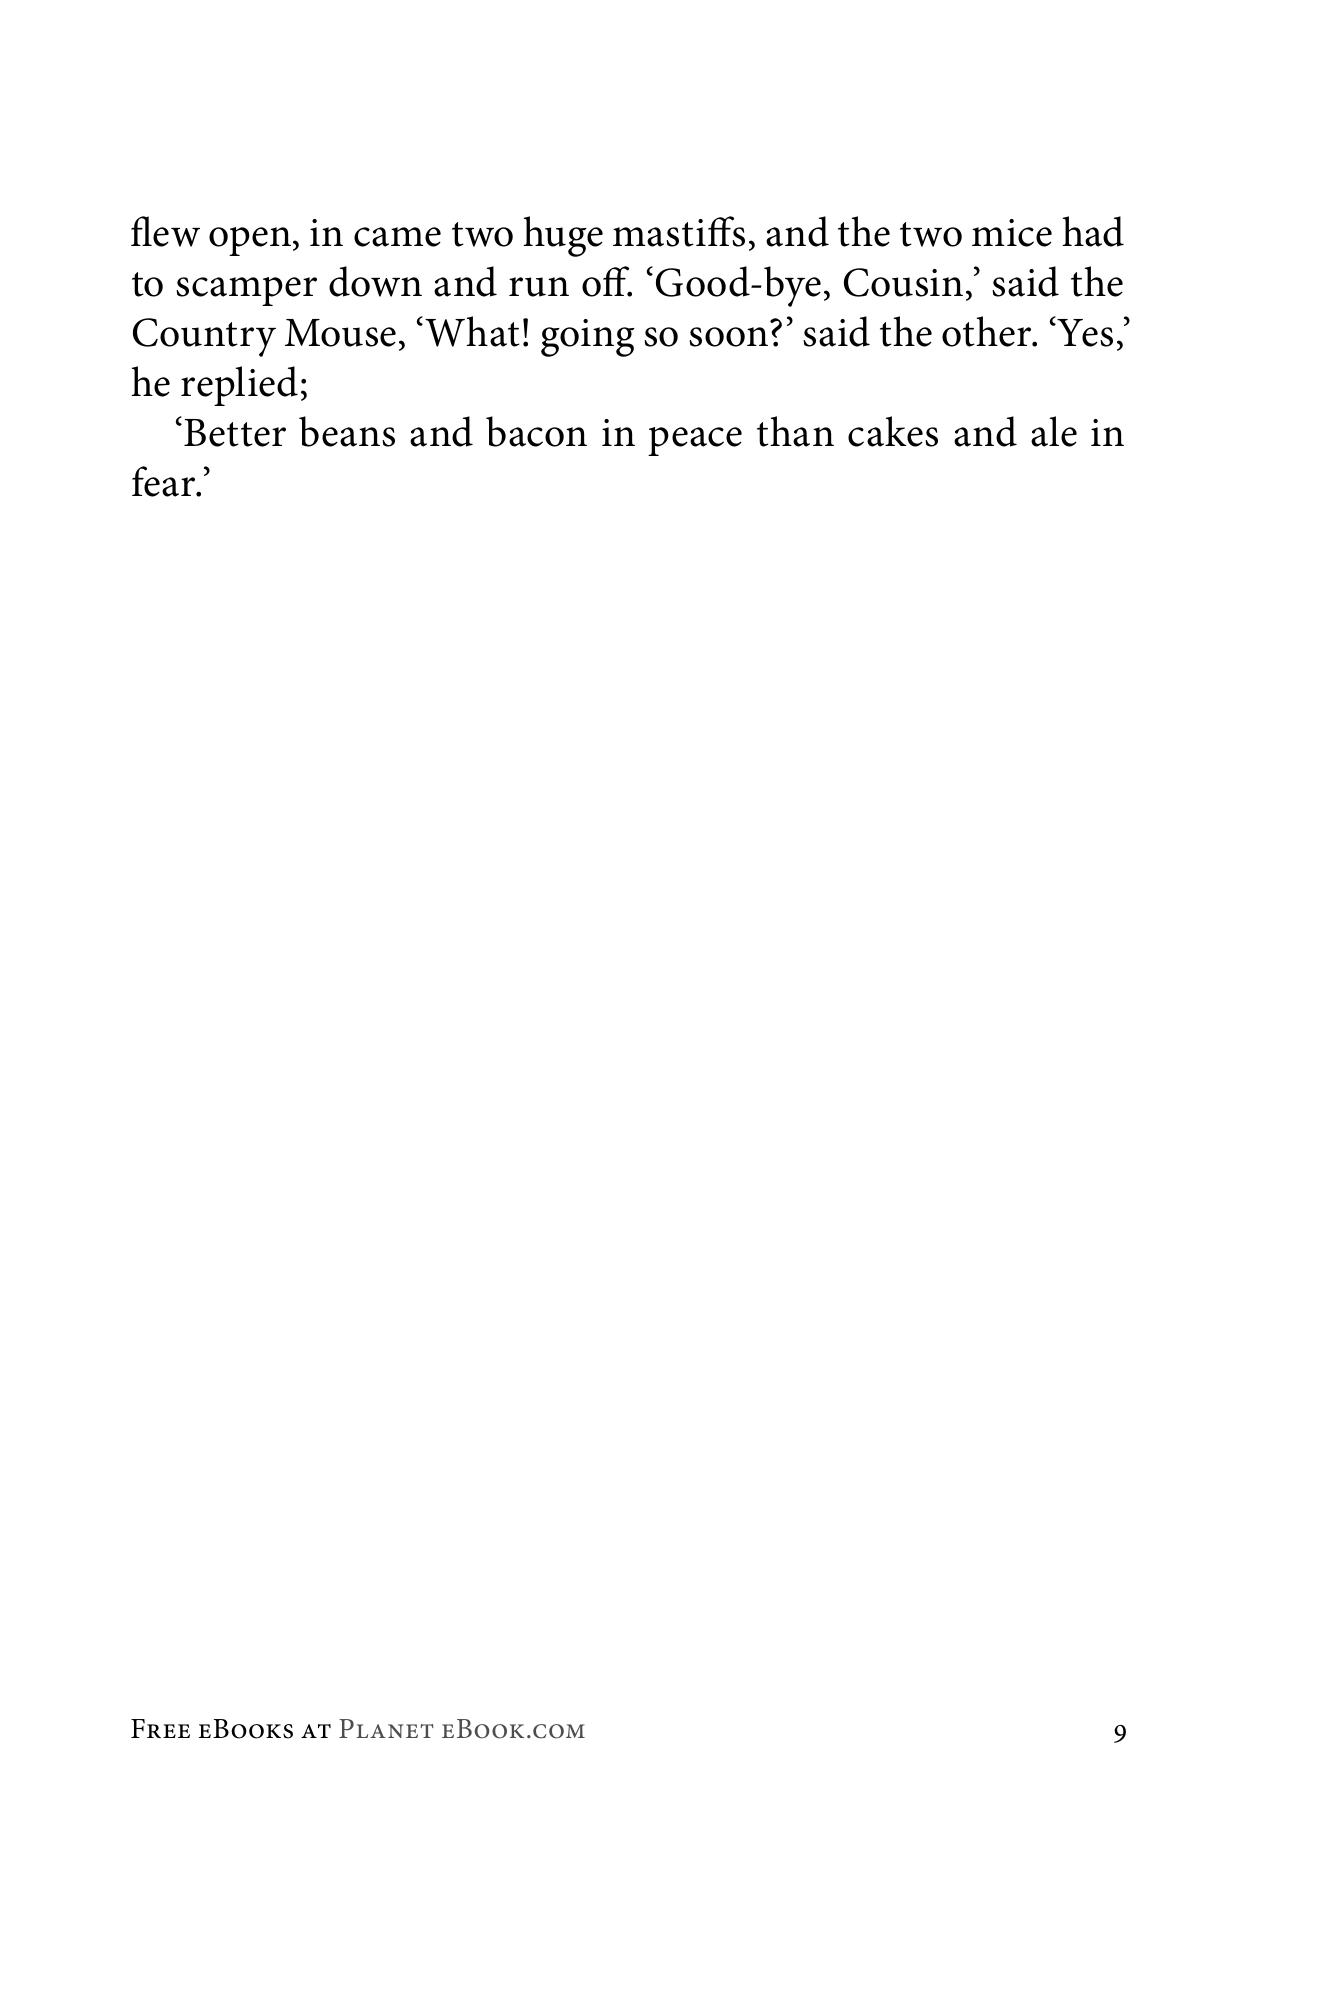 flew open, in came two huge mastiffs, and the two mice had
to scamper down and run off. ‘Good-bye, Cousin,’ said the
Country Mouse, ‘What! going so soon?’ said the other. ‘Yes,’
he replied;
‘Better beans and bacon in peace than cakes and ale in
fear.’
Free eBooks at Planet eBook.com 9